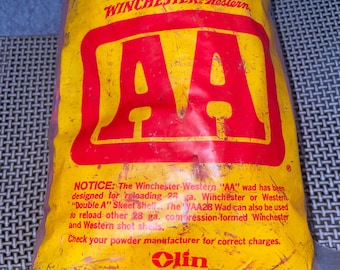 WINCHESTER-Western
AA
®
NOTICE: The Winchester-Western "AA" wad has been
designed for reloading 28 ga. Winchester or Western
"Double A" Skeet Shells. The WAA28 Wad can also be used
to reload other 28 ga. compression-formed Winchester
and Western shot shells.
Check your powder manufacturer for correct charges.
Olin